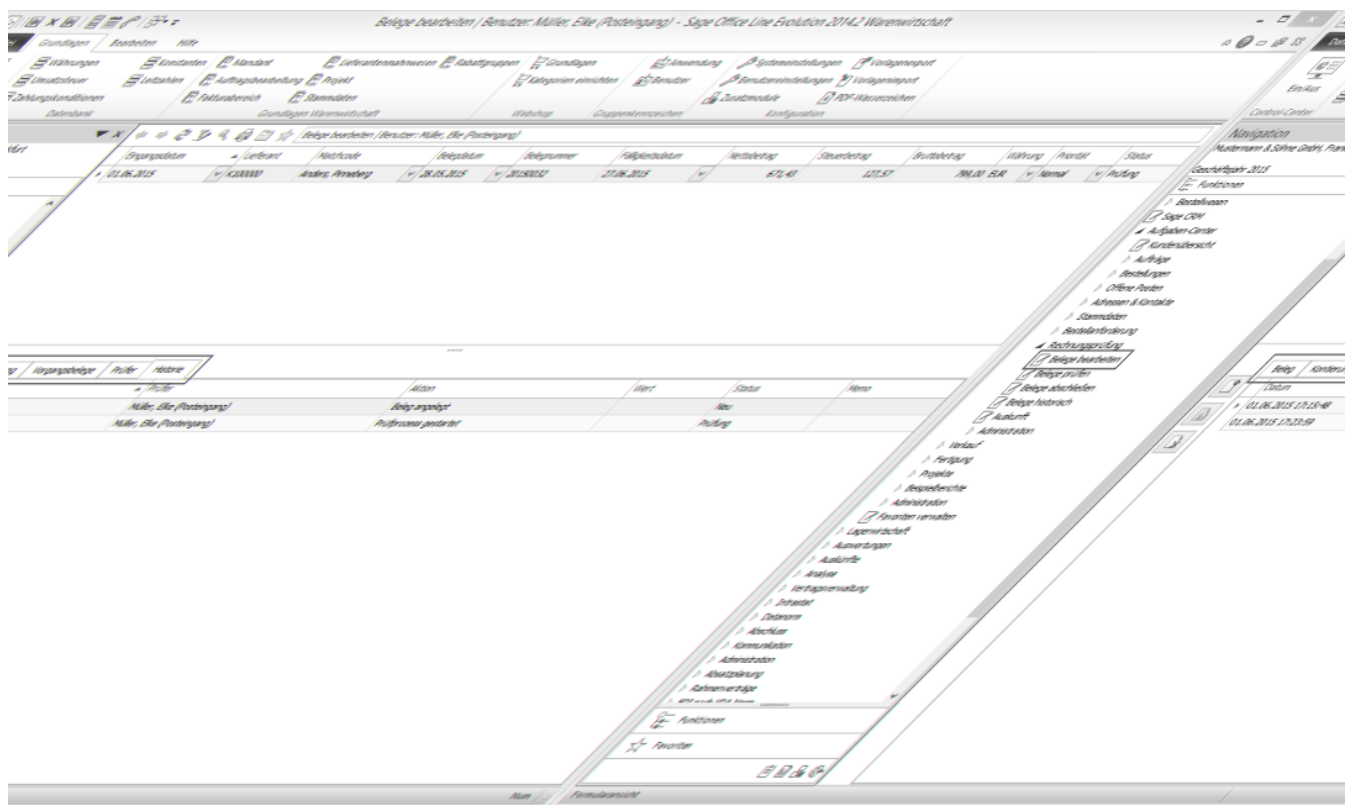 Belege bearbeiten | Benutzer: Müller, Elke (Posteingang) - Sage Office Line Evolution 2014.2 Warenwirtschaft
Grundlagen Bearbeiten Hilfe
Währungen Konstanten Mandant Lieferantenmahnwesen Rabattgruppen Grundlagen Anwendung Systemeinstellungen Vorlagenexport
Umsatzsteuer Leitzahlen Auftragsbearbeitung Projekt Kategorien einrichten Benutzer Benutzereinstellungen Vorlagenimport
Zahlungskonditionen Fakturabereich Stammdaten Zusatzmodule PDF-Wasserzeichen
Ein/Aus
Datenbank Grundlagen Warenwirtschaft Webshop Gruppenkennzeichen Konfiguration Control-Center
Belege bearbeiten | Benutzer: Müller, Elke (Posteingang)
Eingangsdatum Lieferant Matchcode Belegdatum Belegnummer Fälligkeitsdatum Nettobetrag Steuerbetrag Bruttobetrag Währung Priorität Status
01.06.2015 K100000 Anders, Pinneberg 28.05.2015 20150032 27.06.2015 671,43 127,57 799,00 EUR Normal Prüfung
Navigation
Mustermann & Söhne GmbH,
Geschäftsjahr 2015
Funktionen
Bestellwesen
Sage CRM
Aufgaben-Center
Kundenübersicht
Aufträge
Bestellungen
Offene Posten
Adressen & Kontakte
Stammdaten
Bestellanforderung
Rechnungsprüfung
Belege bearbeiten
Belege prüfen
Belege abschließen
Belege historisch
Auskunft
Administration
Verkauf
Fertigung
Projekte
Beispielberichte
Administration
Favoriten verwalten
Lagerwirtschaft
Auswertungen
Auskünfte
Analyse
Vertragsverwaltung
Intrastat
Datanorm
Abschluss
Kommunikation
Administration
Absatzplanung
Rahmenverträge
Funktionen
Favoriten
Vorgangsbelege Prüfer Historie
Prüfer Aktion Wert Status Memo
Müller, Elke (Posteingang) Beleg angelegt Neu
Müller, Elke (Posteingang) Prüfprozess gestartet Prüfung
Beleg
Datum
01.06.2015 17:15:48
01.06.2015 17:23:59
Num Formularansicht